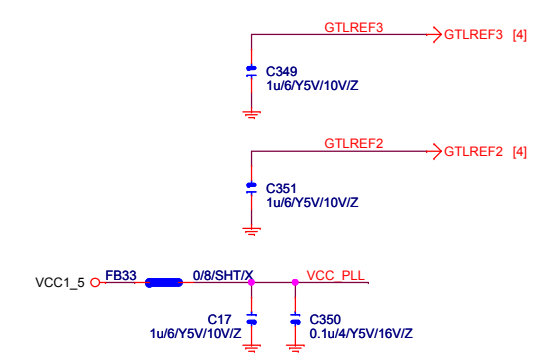 GTLREF3
GTLREF3 [4]
C349
1u/6/Y5V/10V/Z
GTLREF2
GTLREF2 [4]
C351
1u/6/Y5V/10V/Z
VCC1_5 FB33 0/8/SHT/X VCC_PLL
C17 C350
1u/6/Y5V/10V/Z 0.1u/4/Y5V/16V/Z